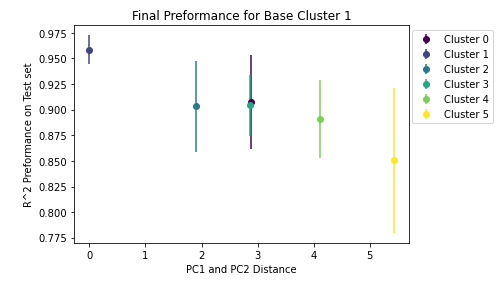 Final Preformance for Base Cluster 1
R^2 Preformance on Test set
0.975
0.950
0.925
0.900
0.875
0.850
0.825
0.800
0.775
0 1 2 3 4 5
PC1 and PC2 Distance
Cluster 0
Cluster 1
Cluster 2
Cluster 3
Cluster 4
Cluster 5